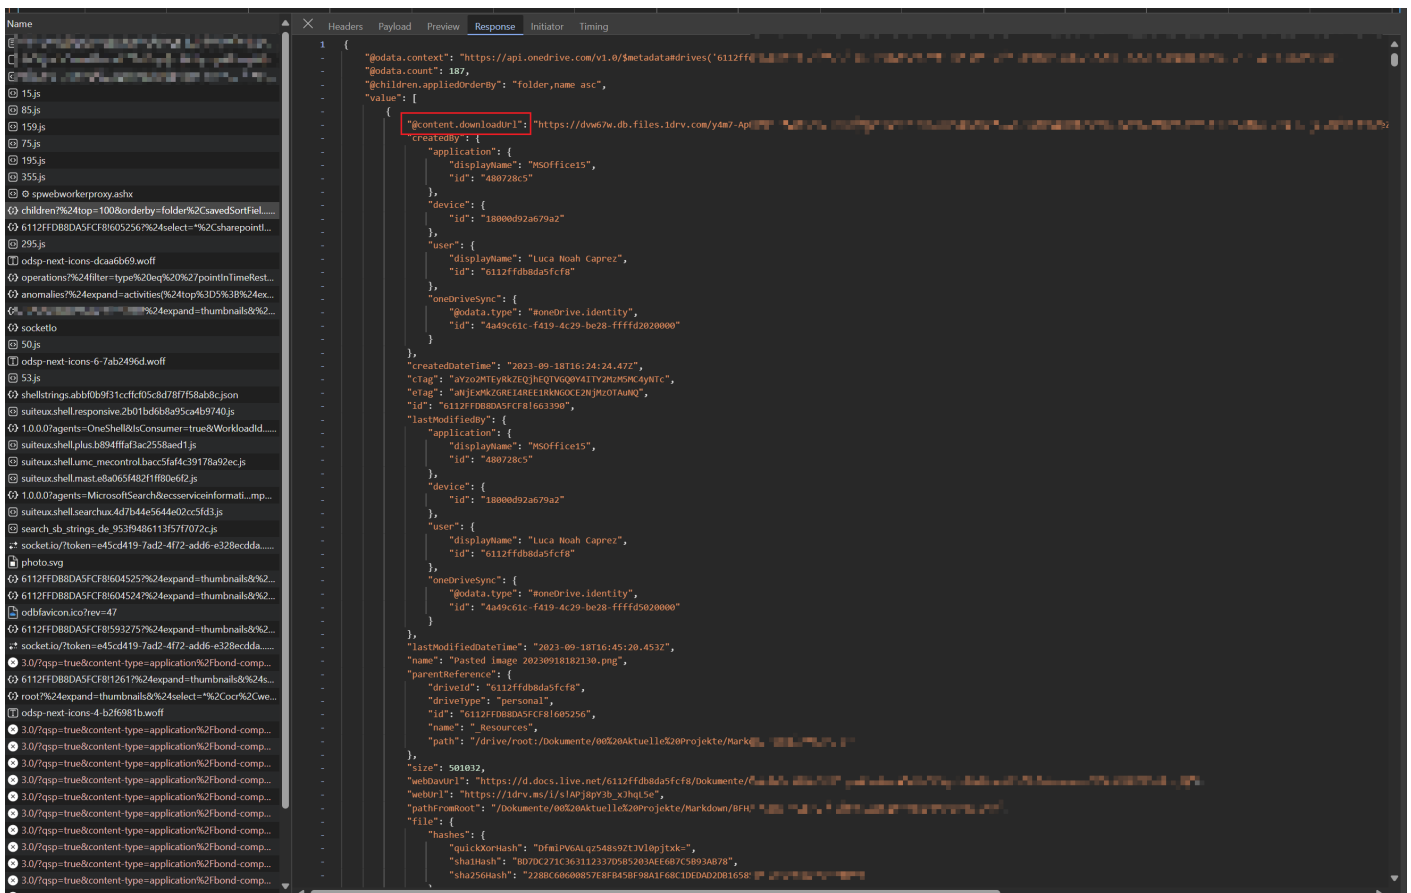 Name
15.js
85.js
159.js
75.js
195.js
355.js
spwebworkerproxy.ashx
children?%24top=100&orderby=folder%2CsavedSortFiel......
6112FFDB8DA5FCF8!605256?%24select=*%2Csharepointl...
295.js
odsp-next-icons-dcaa6b69.woff
operations?%24filter=type%20eq%20%27pointInTimeRest...
anomalies?%24expand=activities(%24top%3D5%3B%24ex...
%24expand=thumbnails&%2...
socketIo
50.js
odsp-next-icons-6-7ab2496d.woff
53.js
shellstrings.abbf0b9f31ccffcf05c8d78f7f58ab8c.json
suiteux.shell.responsive.2b01bd6b8a95ca4b9740.js
1.0.0.0?agents=OneShell&IsConsumer=true&WorkloadId......
suiteux.shell.plus.b894fffaf3ac2558aed1.js
suiteux.shell.umc_mecontrol.bacc5faf4c39178a92ec.js
suiteux.shell.mast.e8a065f482f1ff80e6f2.js
1.0.0.0?agents=MicrosoftSearch&ecsserviceinformati...mp...
suiteux.shell.searchux.4d7b44e5644e02cc5fd3.js
search_sb_strings_de_953f9486113f57f7072c.js
socket.io/?token=e45cd419-7ad2-4f72-add6-e328ecdda......
photo.svg
6112FFDB8DA5FCF8!604525?%24expand=thumbnails&%2...
6112FFDB8DA5FCF8!604524?%24expand=thumbnails&%2...
odbfavicon.ico?rev=47
6112FFDB8DA5FCF8!593275?%24expand=thumbnails&%2...
socket.io/?token=e45cd419-7ad2-4f72-add6-e328ecdda......
3.0/?qsp=true&content-type=application%2Fbond-comp...
6112FFDB8DA5FCF8!1261?%24expand=thumbnails&%24s...
root?%24expand=thumbnails&%24select=*%2Cocr%2Cwe...
odsp-next-icons-4-b2f6981b.woff
3.0/?qsp=true&content-type=application%2Fbond-comp...
3.0/?qsp=true&content-type=application%2Fbond-comp...
3.0/?qsp=true&content-type=application%2Fbond-comp...
3.0/?qsp=true&content-type=application%2Fbond-comp...
3.0/?qsp=true&content-type=application%2Fbond-comp...
3.0/?qsp=true&content-type=application%2Fbond-comp...
3.0/?qsp=true&content-type=application%2Fbond-comp...
3.0/?qsp=true&content-type=application%2Fbond-comp...
3.0/?qsp=true&content-type=application%2Fbond-comp...
3.0/?qsp=true&content-type=application%2Fbond-comp...
Headers Payload Preview Response Initiator Timing
1 {
"@odata.context": "https://api.onedrive.com/v1.0/$metadata#drives('6112ff
"@odata.count": 187,
"@children.appliedOrderBy": "folder,name asc",
"value": [
{
"@content.downloadUrl": "https://dvw67w.db.files.1drv.com/y4m7-Ap
"createdBy": {
"application": {
"displayName": "MSOffice15",
"id": "480728c5"
},
"device": {
"id": "18000d92a679a2"
},
"user": {
"displayName": "Luca Noah Caprez",
"id": "6112ffdb8da5fcf8"
},
"oneDriveSync": {
"@odata.type": "#oneDrive.identity",
"id": "4a49c61c-f419-4c29-be28-ffffd2020000"
}
},
"createdDateTime": "2023-09-18T16:24:24.47Z",
"cTag": "aYzo2MTEyRkZEQjhEQTVGQ0Y4ITY2MzM5MC4yNTc",
"eTag": "aNjExMkZGREI4REE1RkNGOCE2NjMzOTAuNQ",
"id": "6112FFDB8DA5FCF8!663390",
"lastModifiedBy": {
"application": {
"displayName": "MSOffice15",
"id": "480728c5"
},
"device": {
"id": "18000d92a679a2"
},
"user": {
"displayName": "Luca Noah Caprez",
"id": "6112ffdb8da5fcf8"
},
"oneDriveSync": {
"@odata.type": "#oneDrive.identity",
"id": "4a49c61c-f419-4c29-be28-ffffd5020000"
}
},
"lastModifiedDateTime": "2023-09-18T16:45:20.453Z",
"name": "Pasted image 20230918182130.png",
"parentReference": {
"driveId": "6112ffdb8da5fcf8",
"driveType": "personal",
"id": "6112FFDB8DA5FCF8!605256",
"name": "_Resources",
"path": "/drive/root:/Dokumente/00%20Aktuelle%20Projekte/Mark
},
"size": 501032,
"webDavUrl": "https://d.docs.live.net/6112ffdb8da5fcf8/Dokumente/
"webUrl": "https://1drv.ms/i/s!APj8pY3b_xJhqL5e",
"pathFromRoot": "/Dokumente/00%20Aktuelle%20Projekte/Markdown/BFH
"file": {
"hashes": {
"quickXorHash": "DfmiPV6ALqz548s9ZtJVl0pjtxk=",
"sha1Hash": "BD7DC271C363112337D5B5203AEE6B7C5B93AB78",
"sha256Hash": "228BC60600857E8FB45BF98A1F68C1DEDAD2DB1658